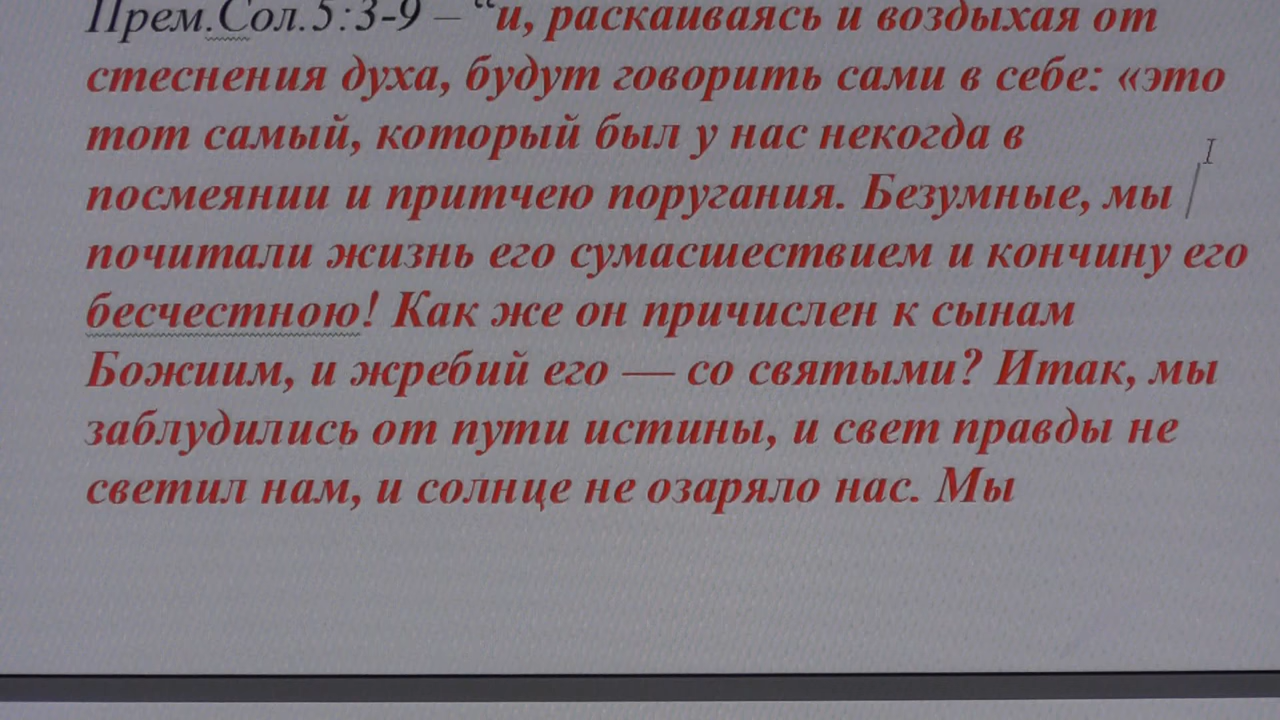 Прем.Сол.5:3-9 – “и, раскаиваясь и воздыхая от
стеснения духа, будут говорить сами в себе: «это
тот самый, который был у нас некогда в
посмеянии и притчею поругания. Безумные, мы
почитали жизнь его сумасшествием и кончину его
бесчестною! Как же он причислен к сынам
Божиим, и жребий его — со святыми? Итак, мы
заблудились от пути истины, и свет правды не
светил нам, и солнце не озаряло нас. Мы